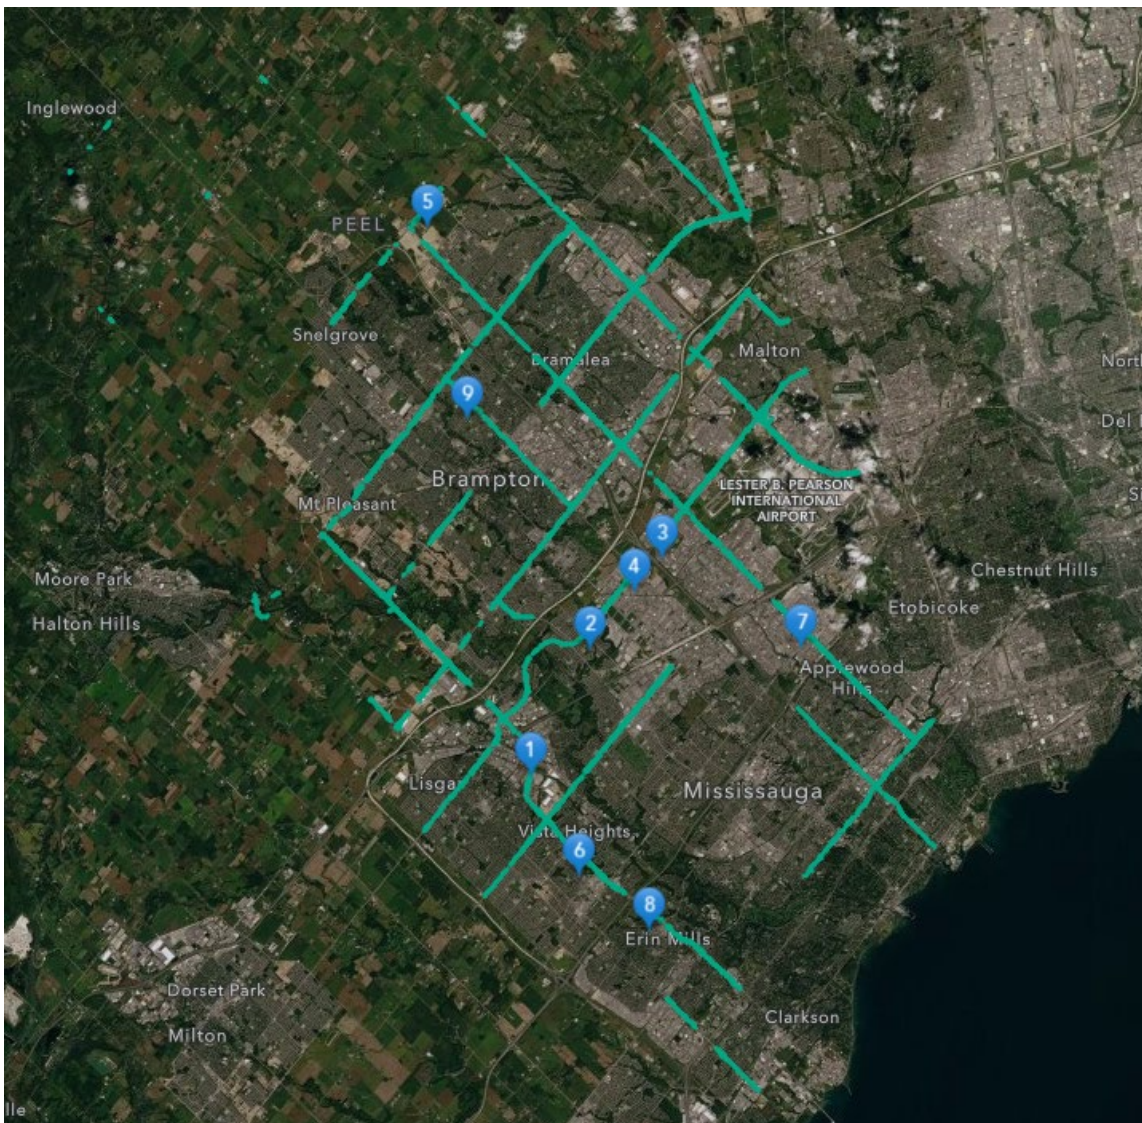 Inglewood
5
PEEL
Snelgrove
Bramalea
Malton
9
Brampton
LESTER B. PEARSON
INTERNATIONAL
AIRPORT
Mt Pleasant
3
4
Moore Park
Halton Hills
Chestnut Hills
Etobicoke
2
7
Applewood
Hills
1
Lisgar
Mississauga
Vista Heights
6
8
Erin Mills
Dorset Park
Milton
Clarkson
Nort
Del
S
lle